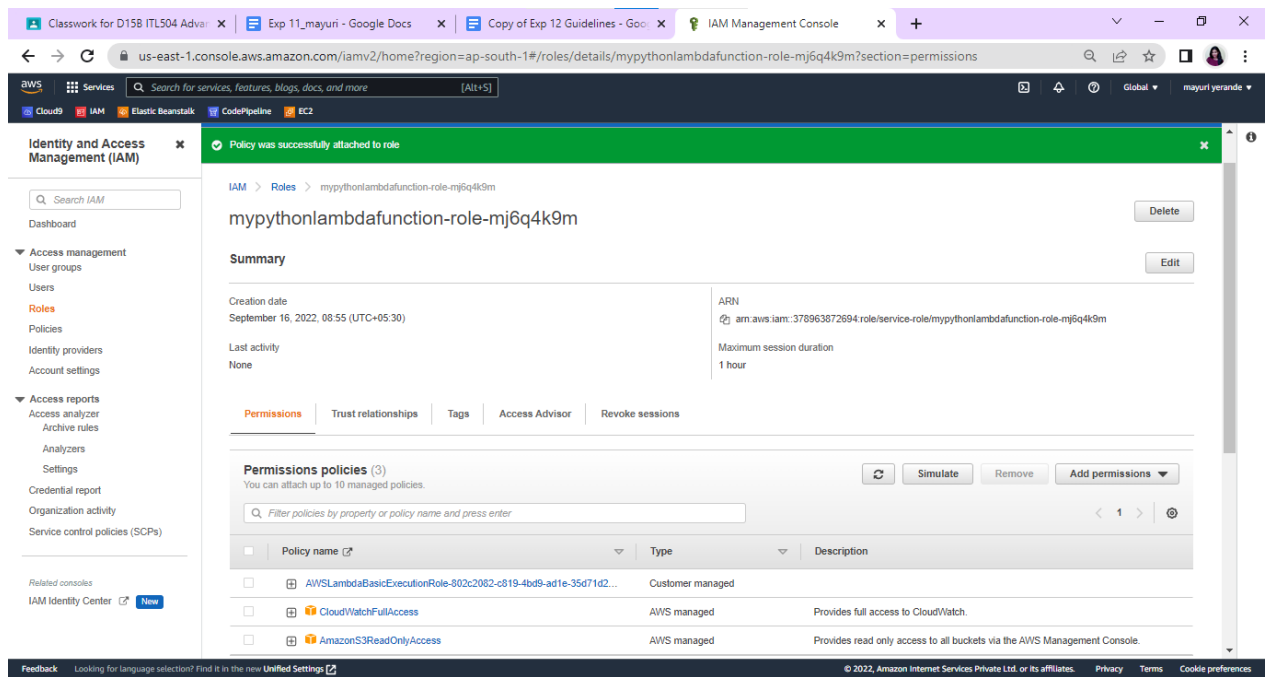 Classwork for D15B ITL504 Advar
Exp 11_mayuri - Google Docs
Copy of Exp 12 Guidelines - Goo
IAM Management Console
us-east-1.console.aws.amazon.com/iamv2/home?region=ap-south-1#/roles/details/mypythonlambdafunction-role-mj6q4k9m?section=permissions
aws Services Search for services, features, blogs, docs, and more [Alt+S] Global mayuri yerande
Cloud9 IAM Elastic Beanstalk CodePipeline EC2
Identity and Access
Management (IAM)
Search IAM
Dashboard
Access management
User groups
Users
Roles
Policies
Identity providers
Account settings
Access reports
Access analyzer
Archive rules
Analyzers
Settings
Credential report
Organization activity
Service control policies (SCPs)
Related consoles
IAM Identity Center New
Policy was successfully attached to role
IAM > Roles > mypythonlambdafunction-role-mj6q4k9m
mypythonlambdafunction-role-mj6q4k9m Delete
Summary Edit
Creation date
September 16, 2022, 08:55 (UTC+05:30)
ARN
arn:aws:iam::378963872694:role/service-role/mypythonlambdafunction-role-mj6q4k9m
Last activity
None
Maximum session duration
1 hour
Permissions Trust relationships Tags Access Advisor Revoke sessions
Permissions policies (3)
You can attach up to 10 managed policies.
Simulate Remove Add permissions
Filter policies by property or policy name and press enter < 1 >
Policy name Type Description
AWSLambdaBasicExecutionRole-802c2082-c819-4bd9-ad1e-35d71d2... Customer managed
CloudWatchFullAccess AWS managed Provides full access to CloudWatch.
AmazonS3ReadOnlyAccess AWS managed Provides read only access to all buckets via the AWS Management Console.
Feedback Looking for language selection? Find it in the new Unified Settings © 2022, Amazon Internet Services Private Ltd. or its affiliates. Privacy Terms Cookie preferences